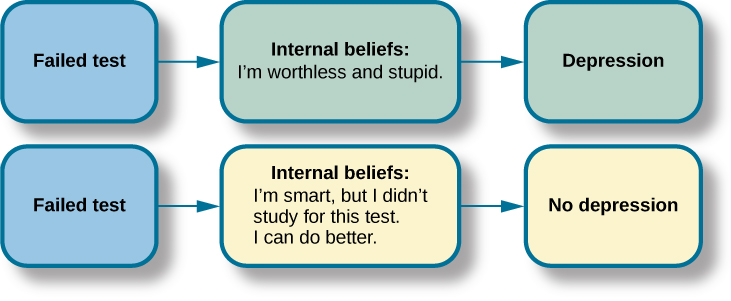 Failed test
Internal beliefs:
I'm worthless and stupid.
Depression
Failed test
Internal beliefs:
I'm smart, but I didn't
study for this test.
I can do better.
No depression